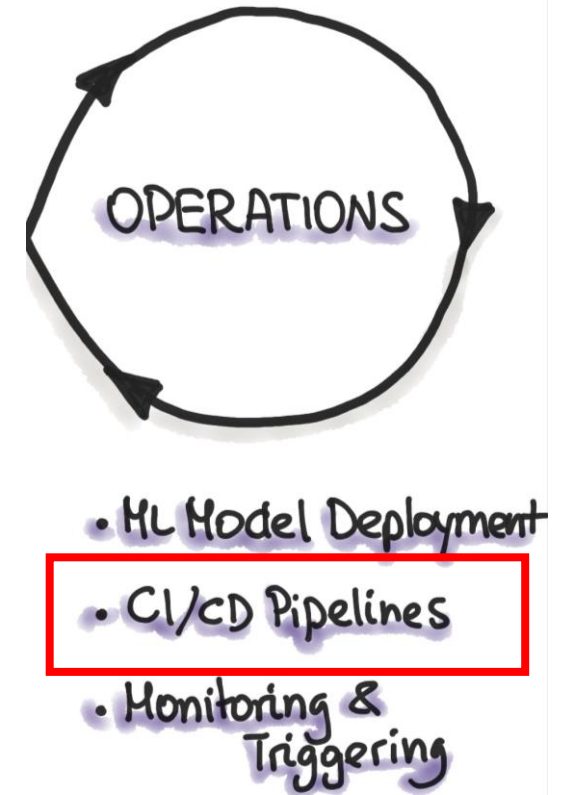 OPERATIONS
• ML Model Deployment
• CI/CD Pipelines
• Monitoring &
Triggering